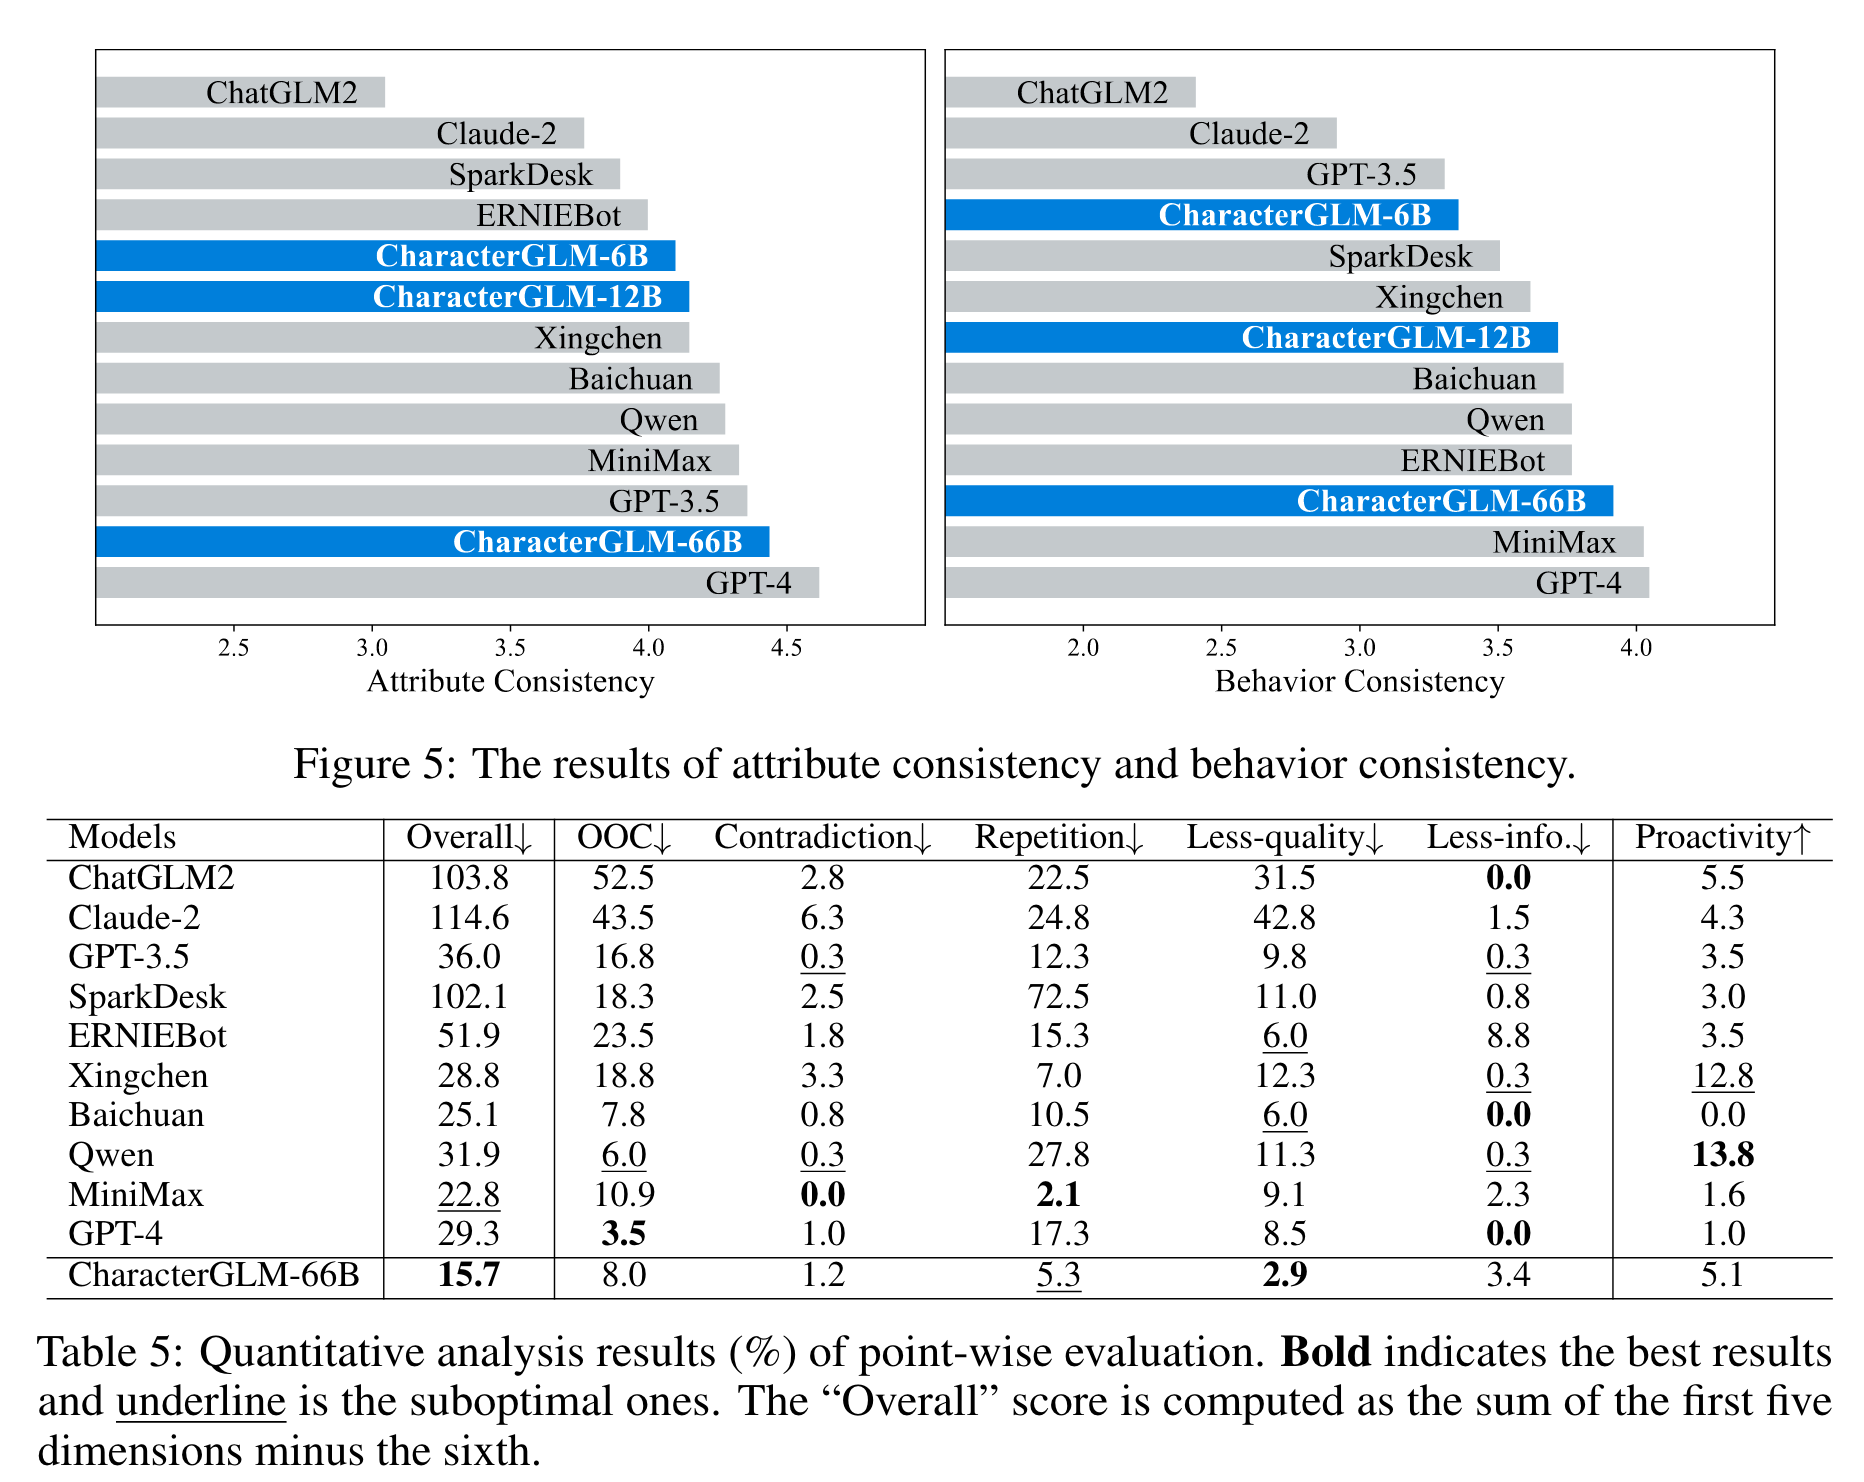 ChatGLM2
Claude-2
SparkDesk
ERNIEBot
CharacterGLM-6B
CharacterGLM-12B
Xingchen
Baichuan
Qwen
MiniMax
GPT-3.5
CharacterGLM-66B
GPT-4
2.5 3.0 3.5 4.0 4.5
Attribute Consistency
ChatGLM2
Claude-2
GPT-3.5
CharacterGLM-6B
SparkDesk
Xingchen
CharacterGLM-12B
Baichuan
Qwen
ERNIEBot
CharacterGLM-66B
MiniMax
GPT-4
2.0 2.5 3.0 3.5 4.0
Behavior Consistency
Figure 5: The results of attribute consistency and behavior consistency.
Models Overall↓ OOC↓ Contradiction↓ Repetition↓ Less-quality↓ Less-info.↓ Proactivity↑
ChatGLM2 103.8 52.5 2.8 22.5 31.5 0.0 5.5
Claude-2 114.6 43.5 6.3 24.8 42.8 1.5 4.3
GPT-3.5 36.0 16.8 0.3 12.3 9.8 0.3 3.5
SparkDesk 102.1 18.3 2.5 72.5 11.0 0.8 3.0
ERNIEBot 51.9 23.5 1.8 15.3 6.0 8.8 3.5
Xingchen 28.8 18.8 3.3 7.0 12.3 0.3 12.8
Baichuan 25.1 7.8 0.8 10.5 6.0 0.0 0.0
Qwen 31.9 6.0 0.3 27.8 11.3 0.3 13.8
MiniMax 22.8 10.9 0.0 2.1 9.1 2.3 1.6
GPT-4 29.3 3.5 1.0 17.3 8.5 0.0 1.0
CharacterGLM-66B 15.7 8.0 1.2 5.3 2.9 3.4 5.1
Table 5: Quantitative analysis results (%) of point-wise evaluation. Bold indicates the best results
and underline is the suboptimal ones. The “Overall” score is computed as the sum of the first five
dimensions minus the sixth.